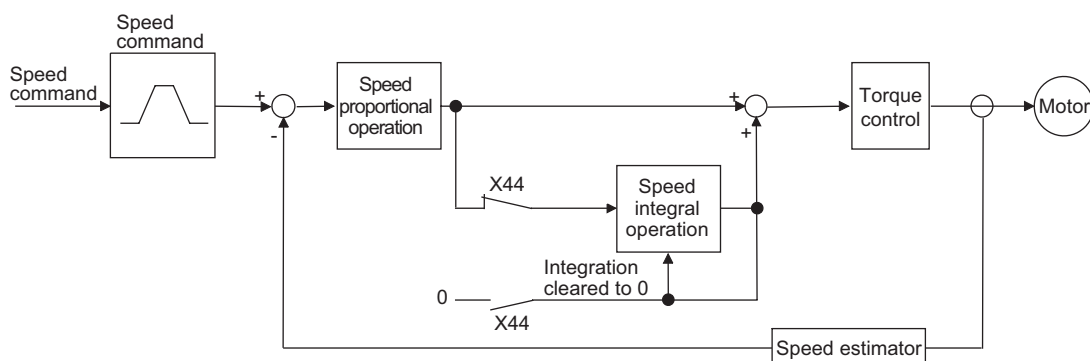 Speed
command
Speed
command
+
-
Speed
proportional
operation
+
+
Torque
control
Motor
X44
Speed
integral
operation
Integration
cleared to 0
0
X44
Speed estimator